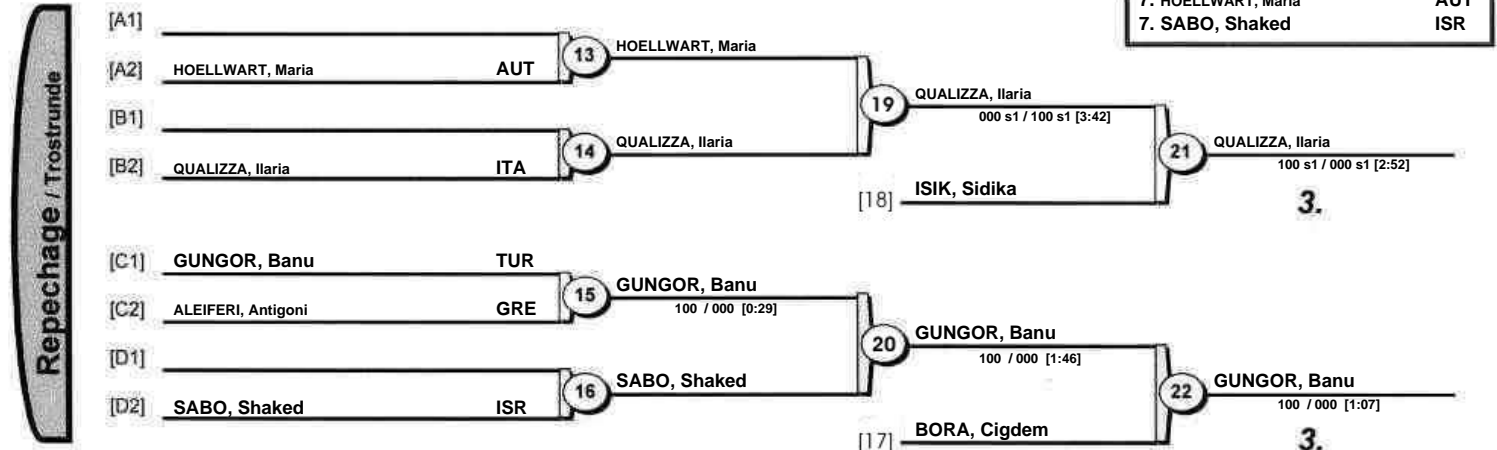 7. HOELLWART, Maria AUT
7. SABO, Shaked ISR
Repechage / Trostrunde
[A1]
[A2] HOELLWART, Maria AUT
13 HOELLWART, Maria
[B1]
[B2] QUALIZZA, Ilaria ITA
14 QUALIZZA, Ilaria
19 QUALIZZA, Ilaria
000 s1 / 100 s1 [3:42]
[18] ISIK, Sidika
21 QUALIZZA, Ilaria
100 s1 / 000 s1 [2:52]
3.
[C1] GUNGOR, Banu TUR
[C2] ALEIFERI, Antigoni GRE
15 GUNGOR, Banu
100 / 000 [0:29]
[D1]
[D2] SABO, Shaked ISR
16 SABO, Shaked
20 GUNGOR, Banu
100 / 000 [1:46]
[17] BORA, Cigdem
22 GUNGOR, Banu
100 / 000 [1:07]
3.